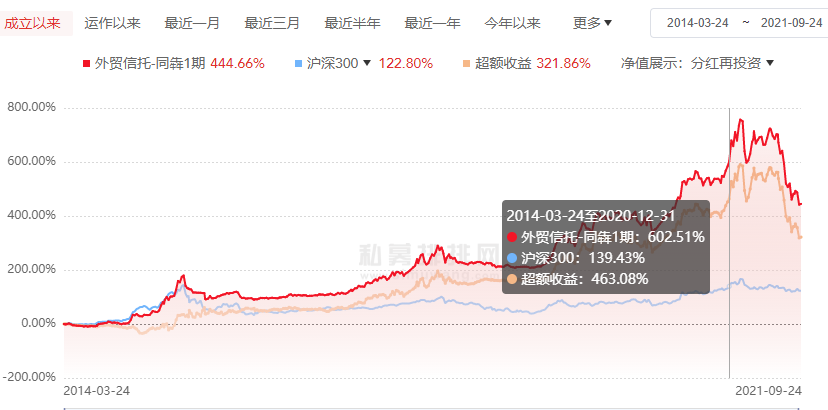 成立以来 运作以来 最近一月 最近三月 最近半年 最近一年 今年以来 更多 2014-03-24 ~ 2021-09-24
外贸信托-同犇1期 444.66% 沪深300 122.80% 超额收益 321.86% 净值展示：分红再投资
800.00%
600.00%
400.00%
200.00%
0.00%
-200.00%
2014-03-24至2020-12-31
外贸信托-同犇1期：602.51%
沪深300：139.43%
超额收益：463.08%
私募排排网
2014-03-24 2021-09-24